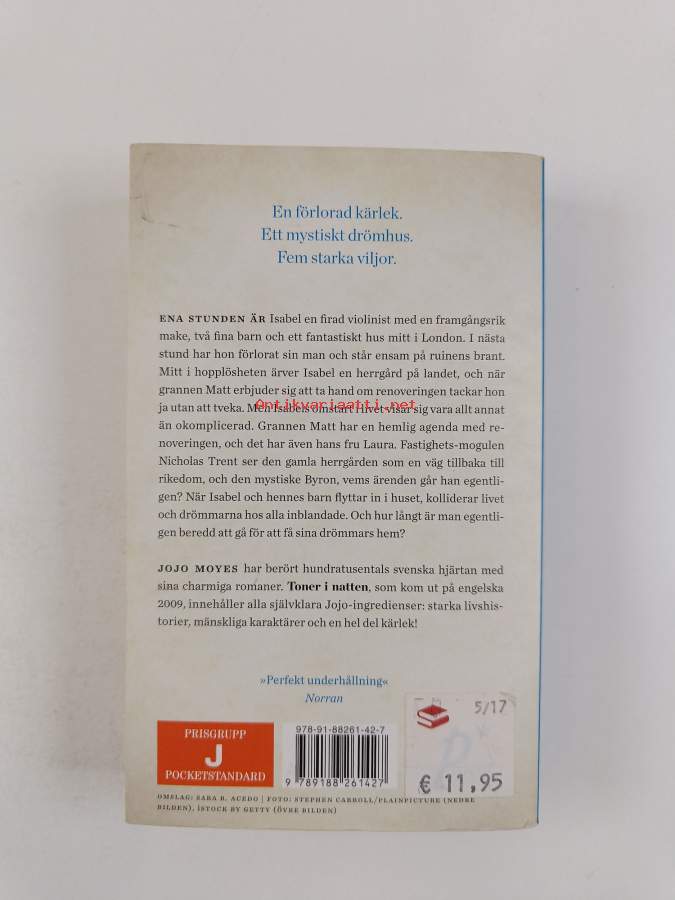 En förlorad kärlek.
Ett mystiskt drömhus.
Fem starka viljor.
ENA STUNDEN ÄR Isabel en firad violinist med en framgångsrik
make, två fina barn och ett fantastiskt hus mitt i London. I nästa
stund har hon förlorat sin man och står ensam på ruinens brant.
Mitt i hopplösheten ärver Isabel en herrgård på landet, och när
grannen Matt erbjuder sig att ta hand om renoveringen tackar hon
ja utan att tveka. Men Isabels omstart i livet visar sig vara allt annat
Antikvariaatti.net
än okomplicerad. Grannen Matt har en hemlig agenda med re-
noveringen, och det har även hans fru Laura. Fastighets-mogulen
Nicholas Trent ser den gamla herrgården som en väg tillbaka till
rikedom, och den mystiske Byron, vems ärenden går han egentli-
gen? När Isabel och hennes barn flyttar in i huset, kolliderar livet
och drömmarna hos alla inblandade. Och hur långt är man egentli-
gen beredd att gå för att få sina drömmars hem?
JOJO MOYES har berört hundratusentals svenska hjärtan med
sina charmiga romaner. Toner i natten, som kom ut på engelska
2009, innehåller alla självklara Jojo-ingredienser: starka livshis-
torier, mänskliga karaktärer och en hel del kärlek!
»Perfekt underhållning«
Norran
PRISGRUPP
J
POCKETSTANDARD
978-91-88261-42-7
9 789188 261427
5/17
€ 11,95
OMSLAG: SARA R. ACEDO | FOTO: STEPHEN CARROLL/PLAINPICTURE (NEDRE
BILDEN), ISTOCK BY GETTY (ÖVRE BILDEN)